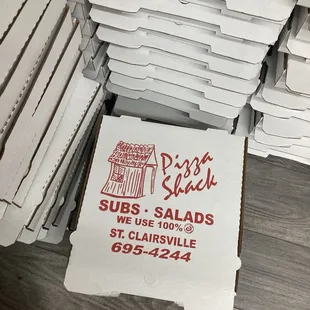 Pizza
Shack
SUBS · SALADS
WE USE 100%
ST. CLAIRSVILLE
695-4244